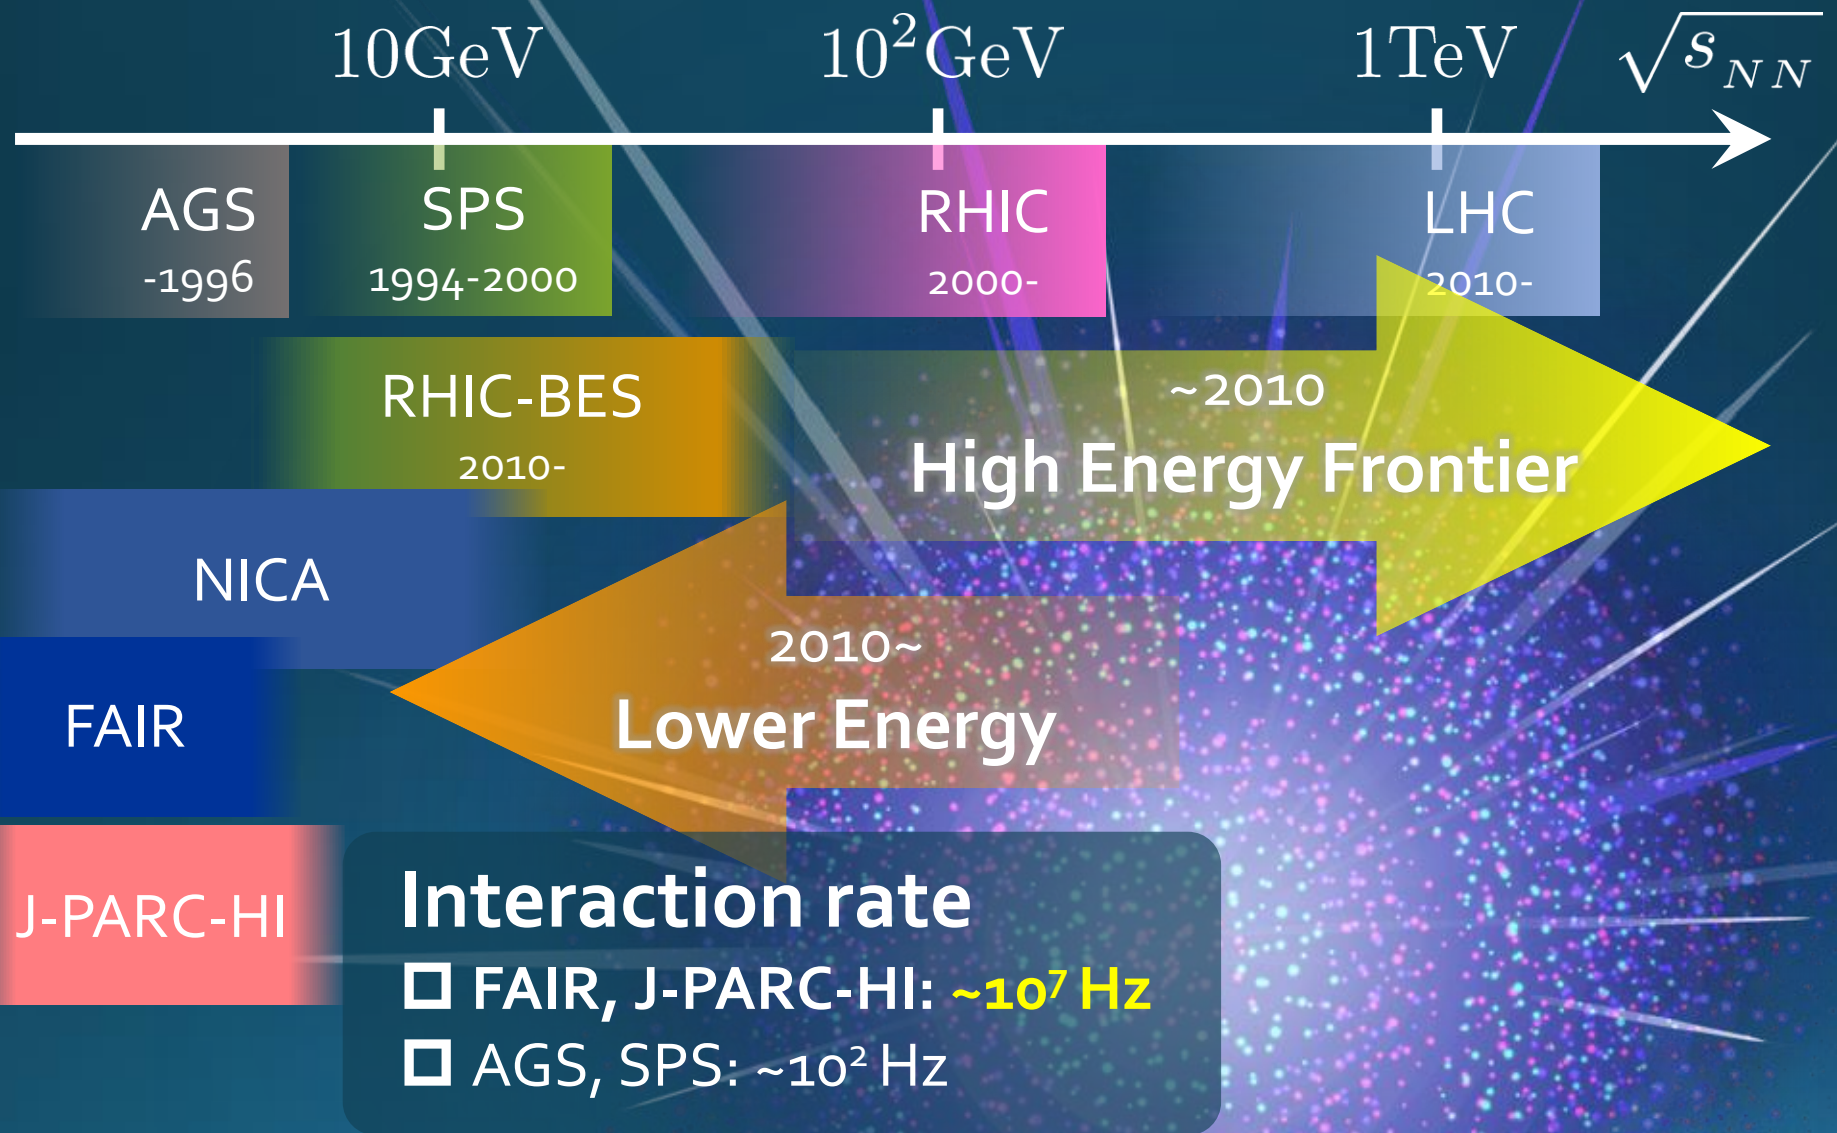 10GeV 10²GeV 1TeV √s_NN
AGS SPS RHIC LHC
-1996 1994-2000 2000- 2010-
RHIC-BES
2010-
~2010
High Energy Frontier
NICA
2010~
Lower Energy
FAIR
J-PARC-HI
Interaction rate
FAIR, J-PARC-HI: ~10⁷ Hz
AGS, SPS: ~10² Hz